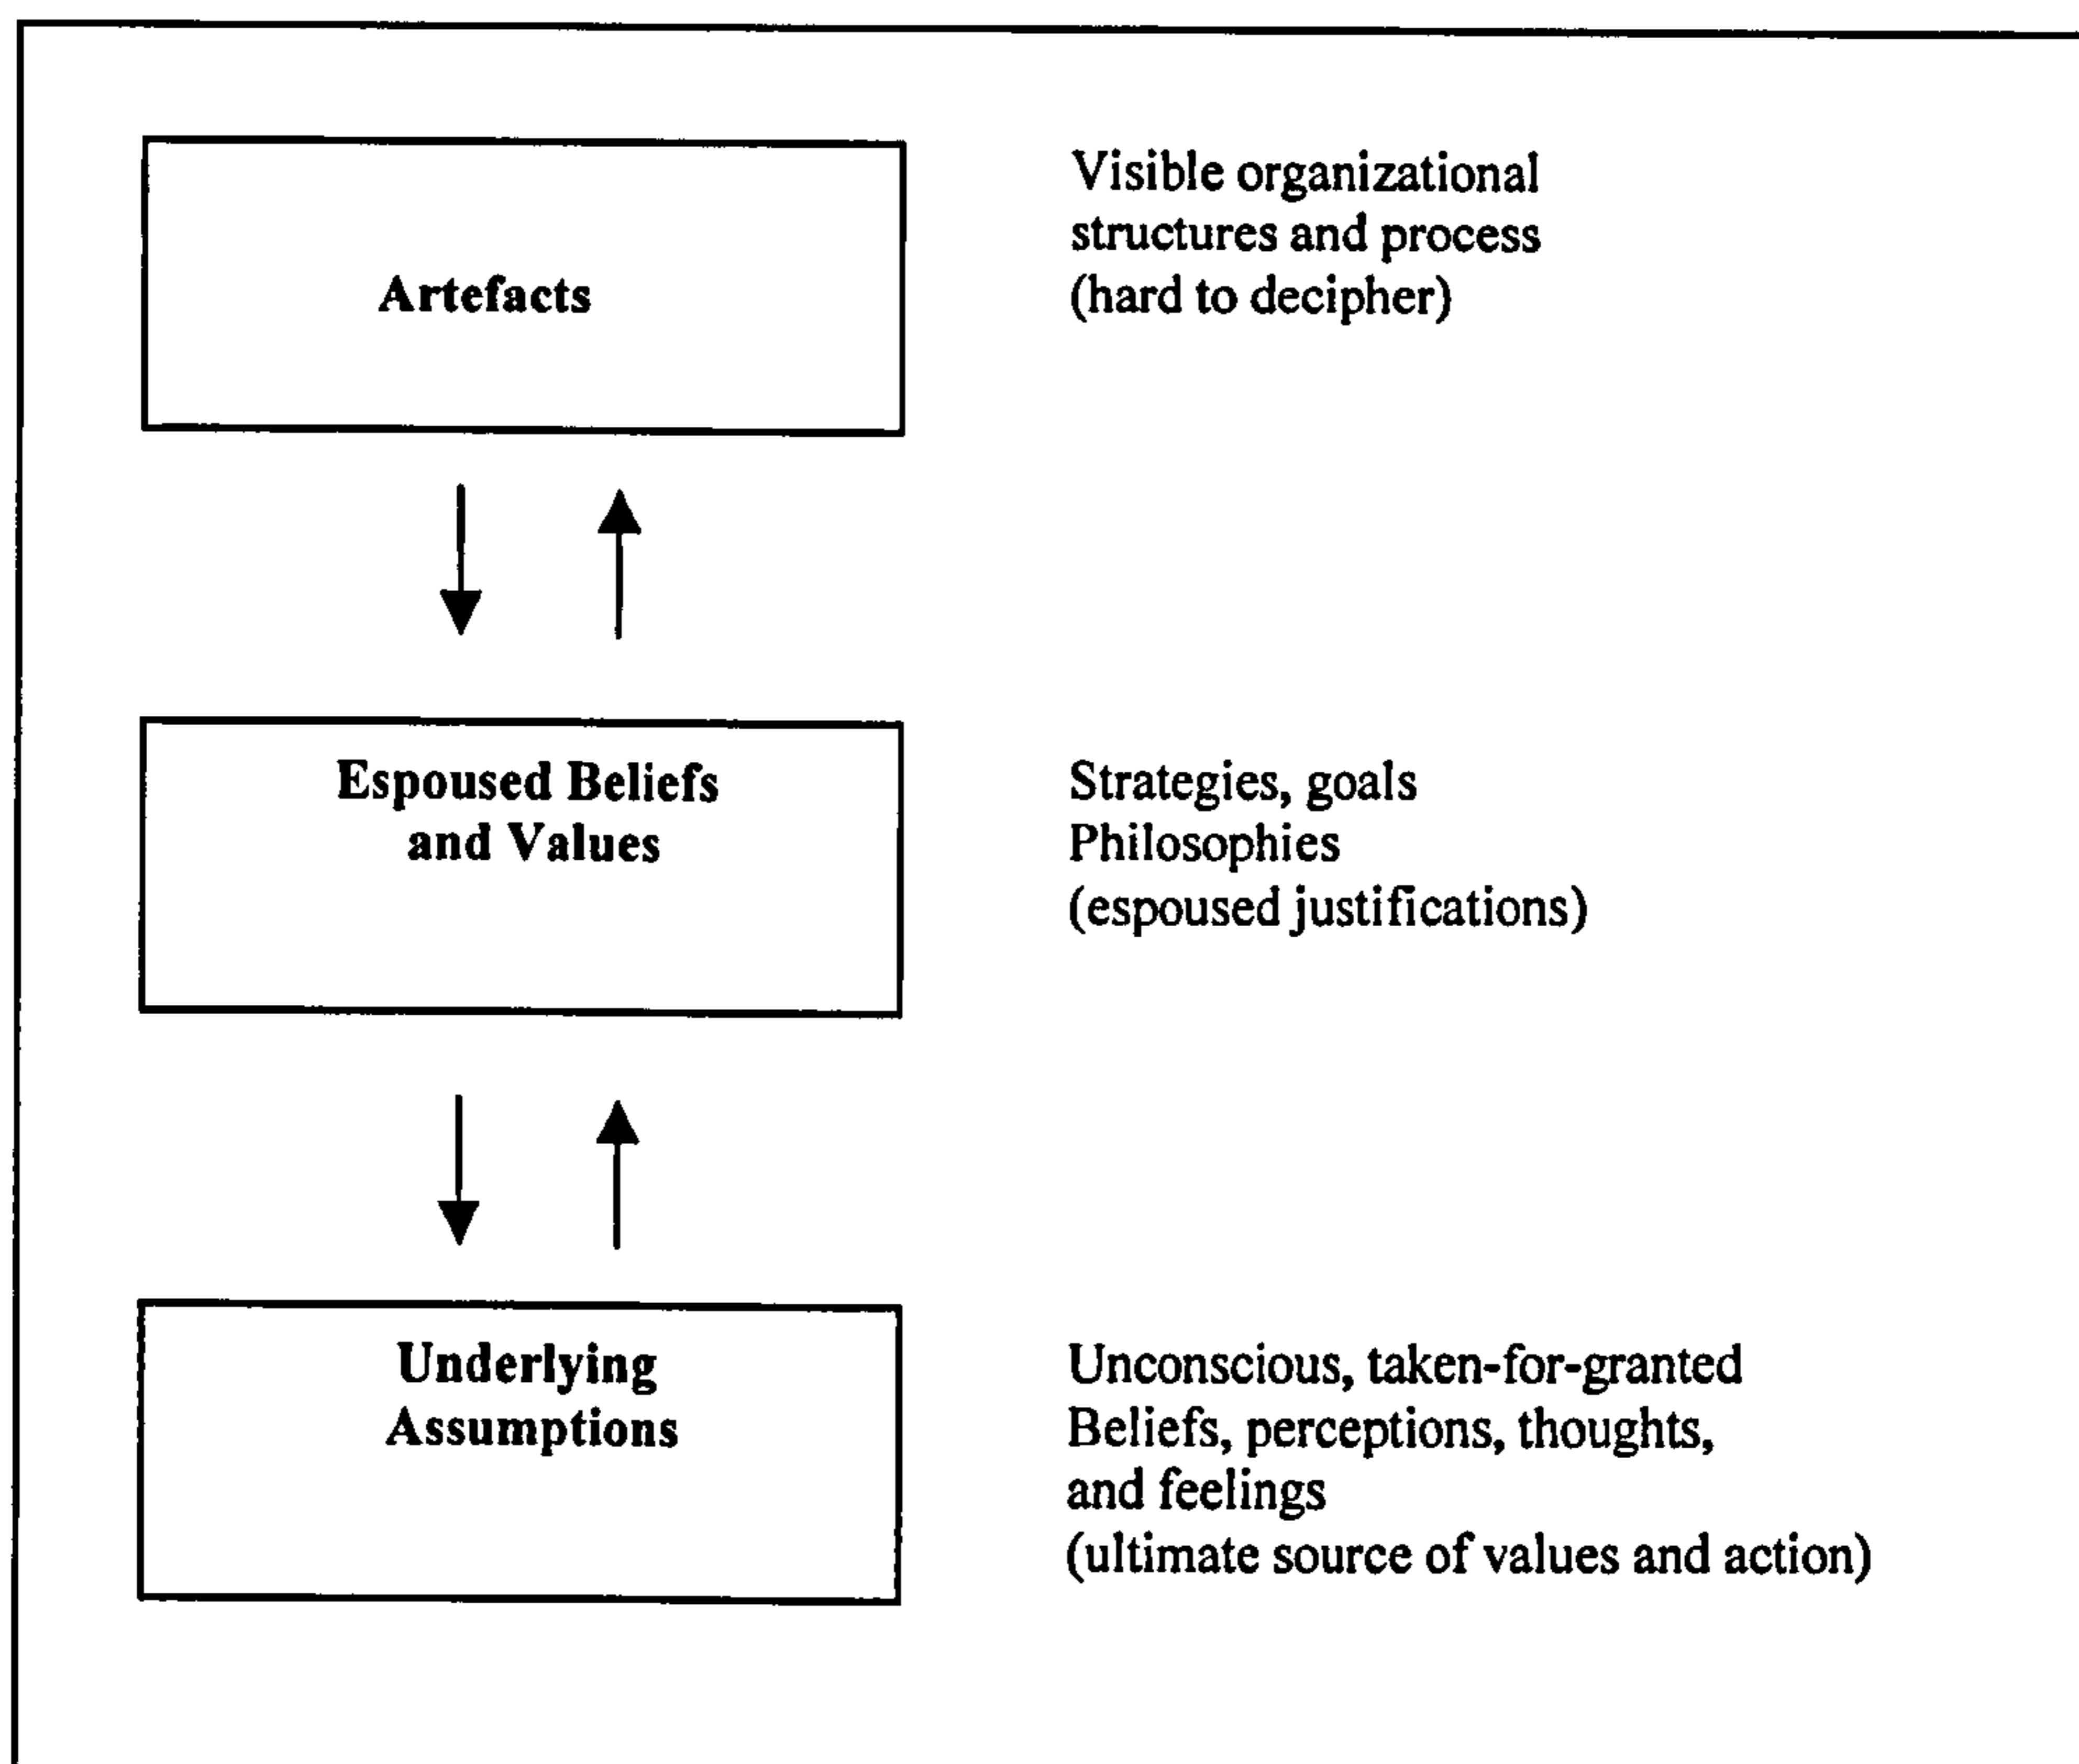 Artefacts
Visible organizational
structures and process
(hard to decipher)
Espoused Beliefs
and Values
Strategies, goals
Philosophies
(espoused justifications)
Underlying
Assumptions
Unconscious, taken-for-granted
Beliefs, perceptions, thoughts,
and feelings
(ultimate source of values and action)